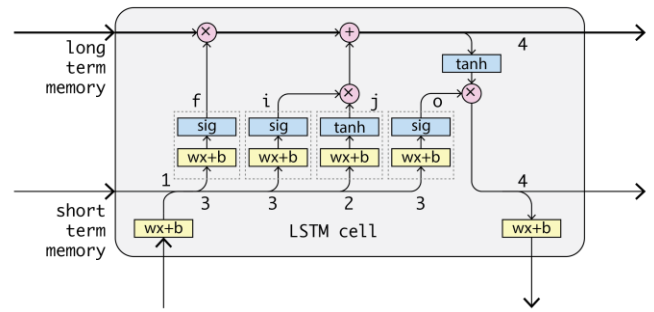 long
term
memory
4
tanh
f i j o
sig sig tanh sig
wx+b wx+b wx+b wx+b
1 4
3 3 2 3
short
term
memory
wx+b LSTM cell wx+b